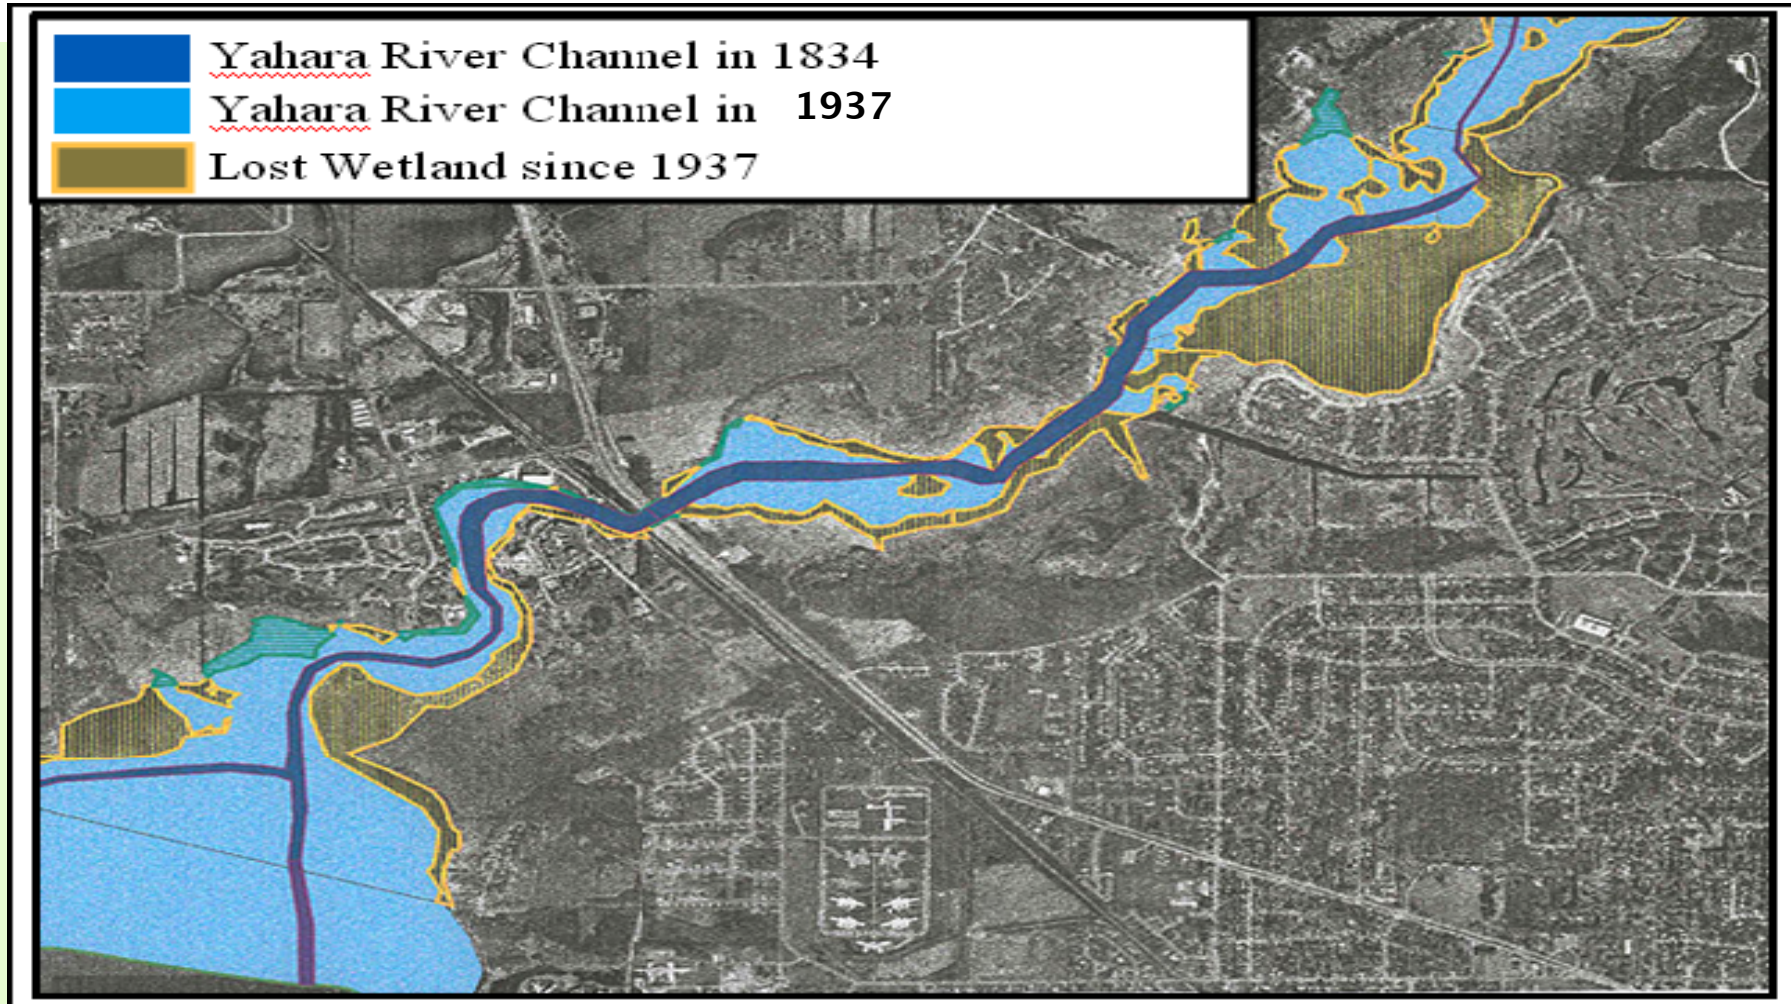 Yahara River Channel in 1834
Yahara River Channel in 1937
Lost Wetland since 1937